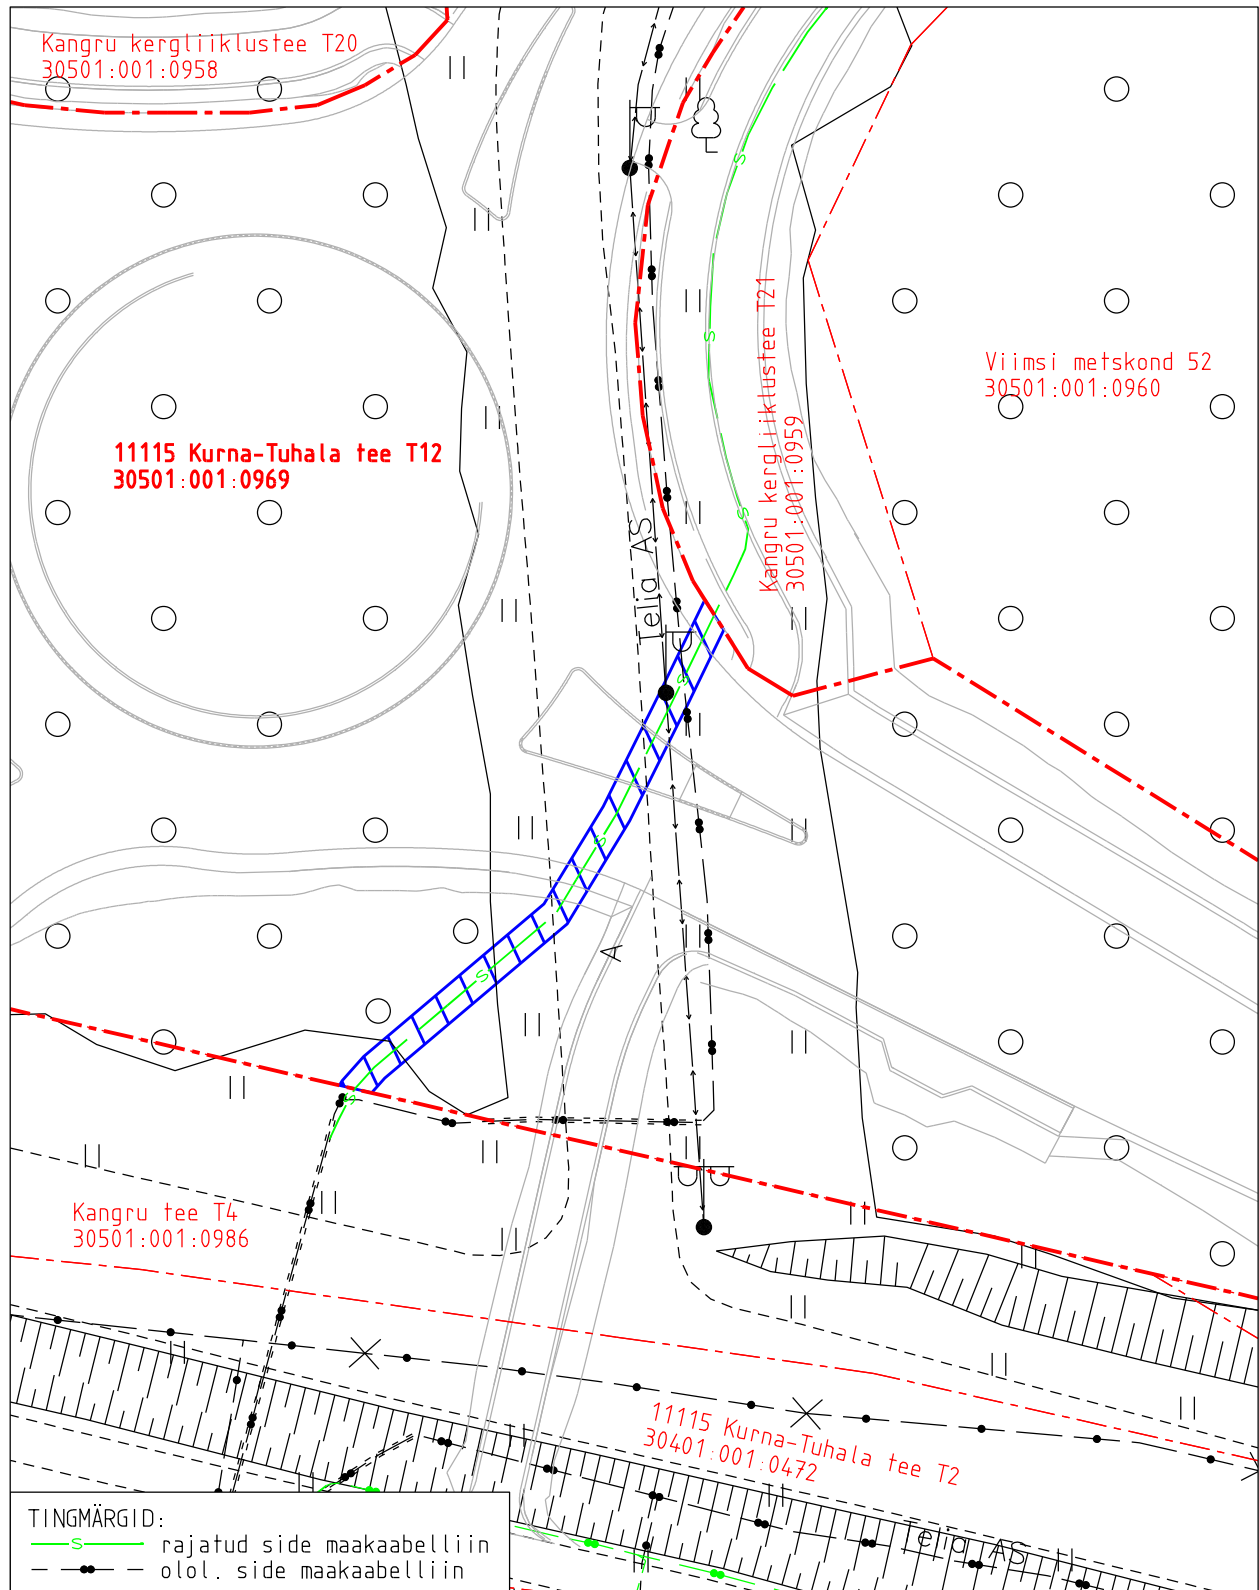 Kangru kergliiklustee T20
30501:001:0958
Viimsi metskond 52
30501:001:0960
Kangru kergliiklustee T21
30501:001:0959
11115 Kurna-Tuhala tee T12
30501:001:0969
Telia AS
A
Kangru tee T4
30501:001:0986
11115 Kurna-Tuhala tee T2
30401:001:0472
Telia AS
TINGMÄRGID:
S rajatud side maakaabelliin
olol. side maakaabelliin